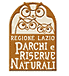 REGIONE LAZIO
PARCHI e
RISERVE
NATURALI